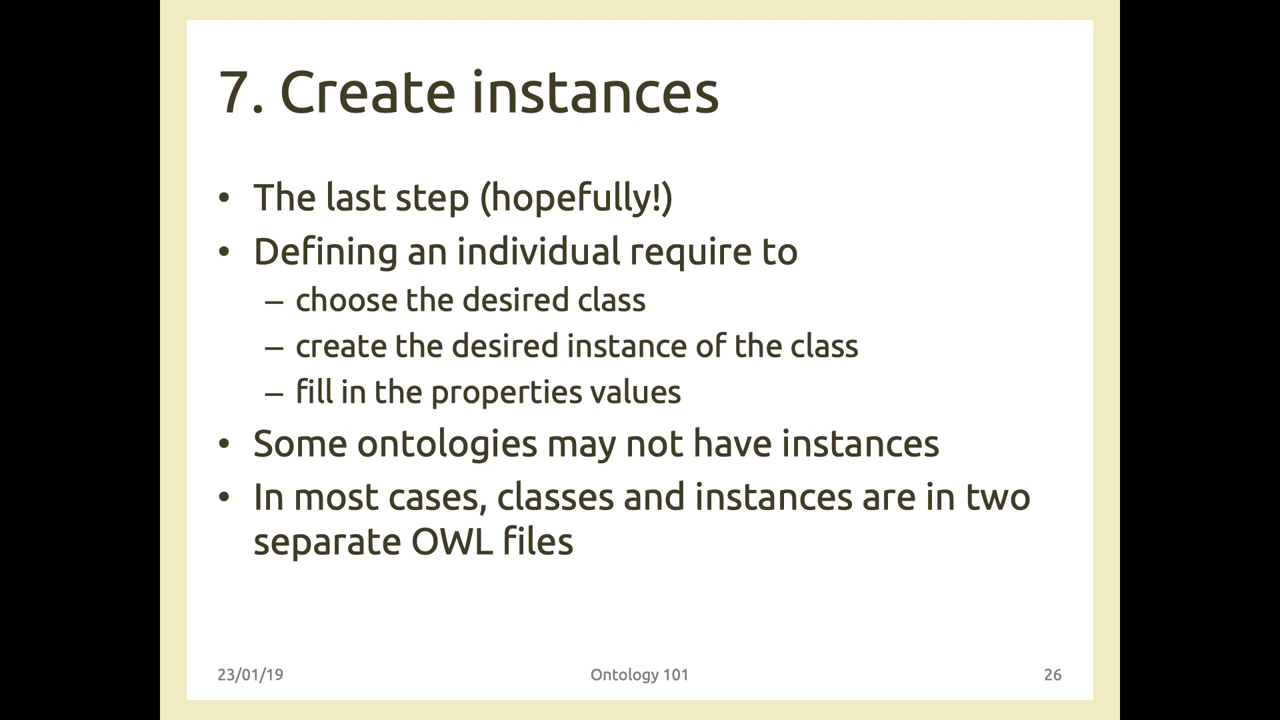 7. Create instances
• The last step (hopefully!)
• Defining an individual require to
– choose the desired class
– create the desired instance of the class
– fill in the properties values
• Some ontologies may not have instances
• In most cases, classes and instances are in two
separate OWL files
23/01/19
Ontology 101
26